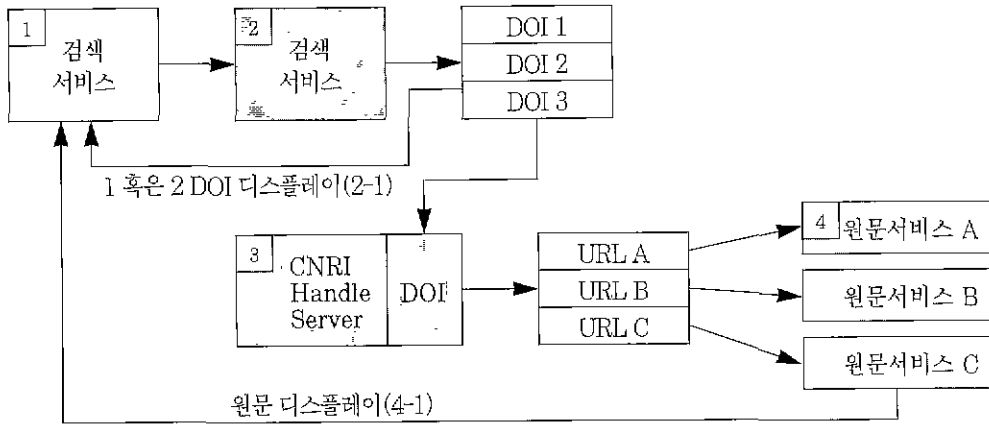 1
검색
서비스
2
검색
서비스
DOI 1
DOI 2
DOI 3
1 혹은 2 DOI 디스플레이(2-1)
3
CNRI
Handle
Server
DOI
URL A
URL B
URL C
4
원문서비스 A
원문서비스 B
원문서비스 C
원문 디스플레이(4-1)